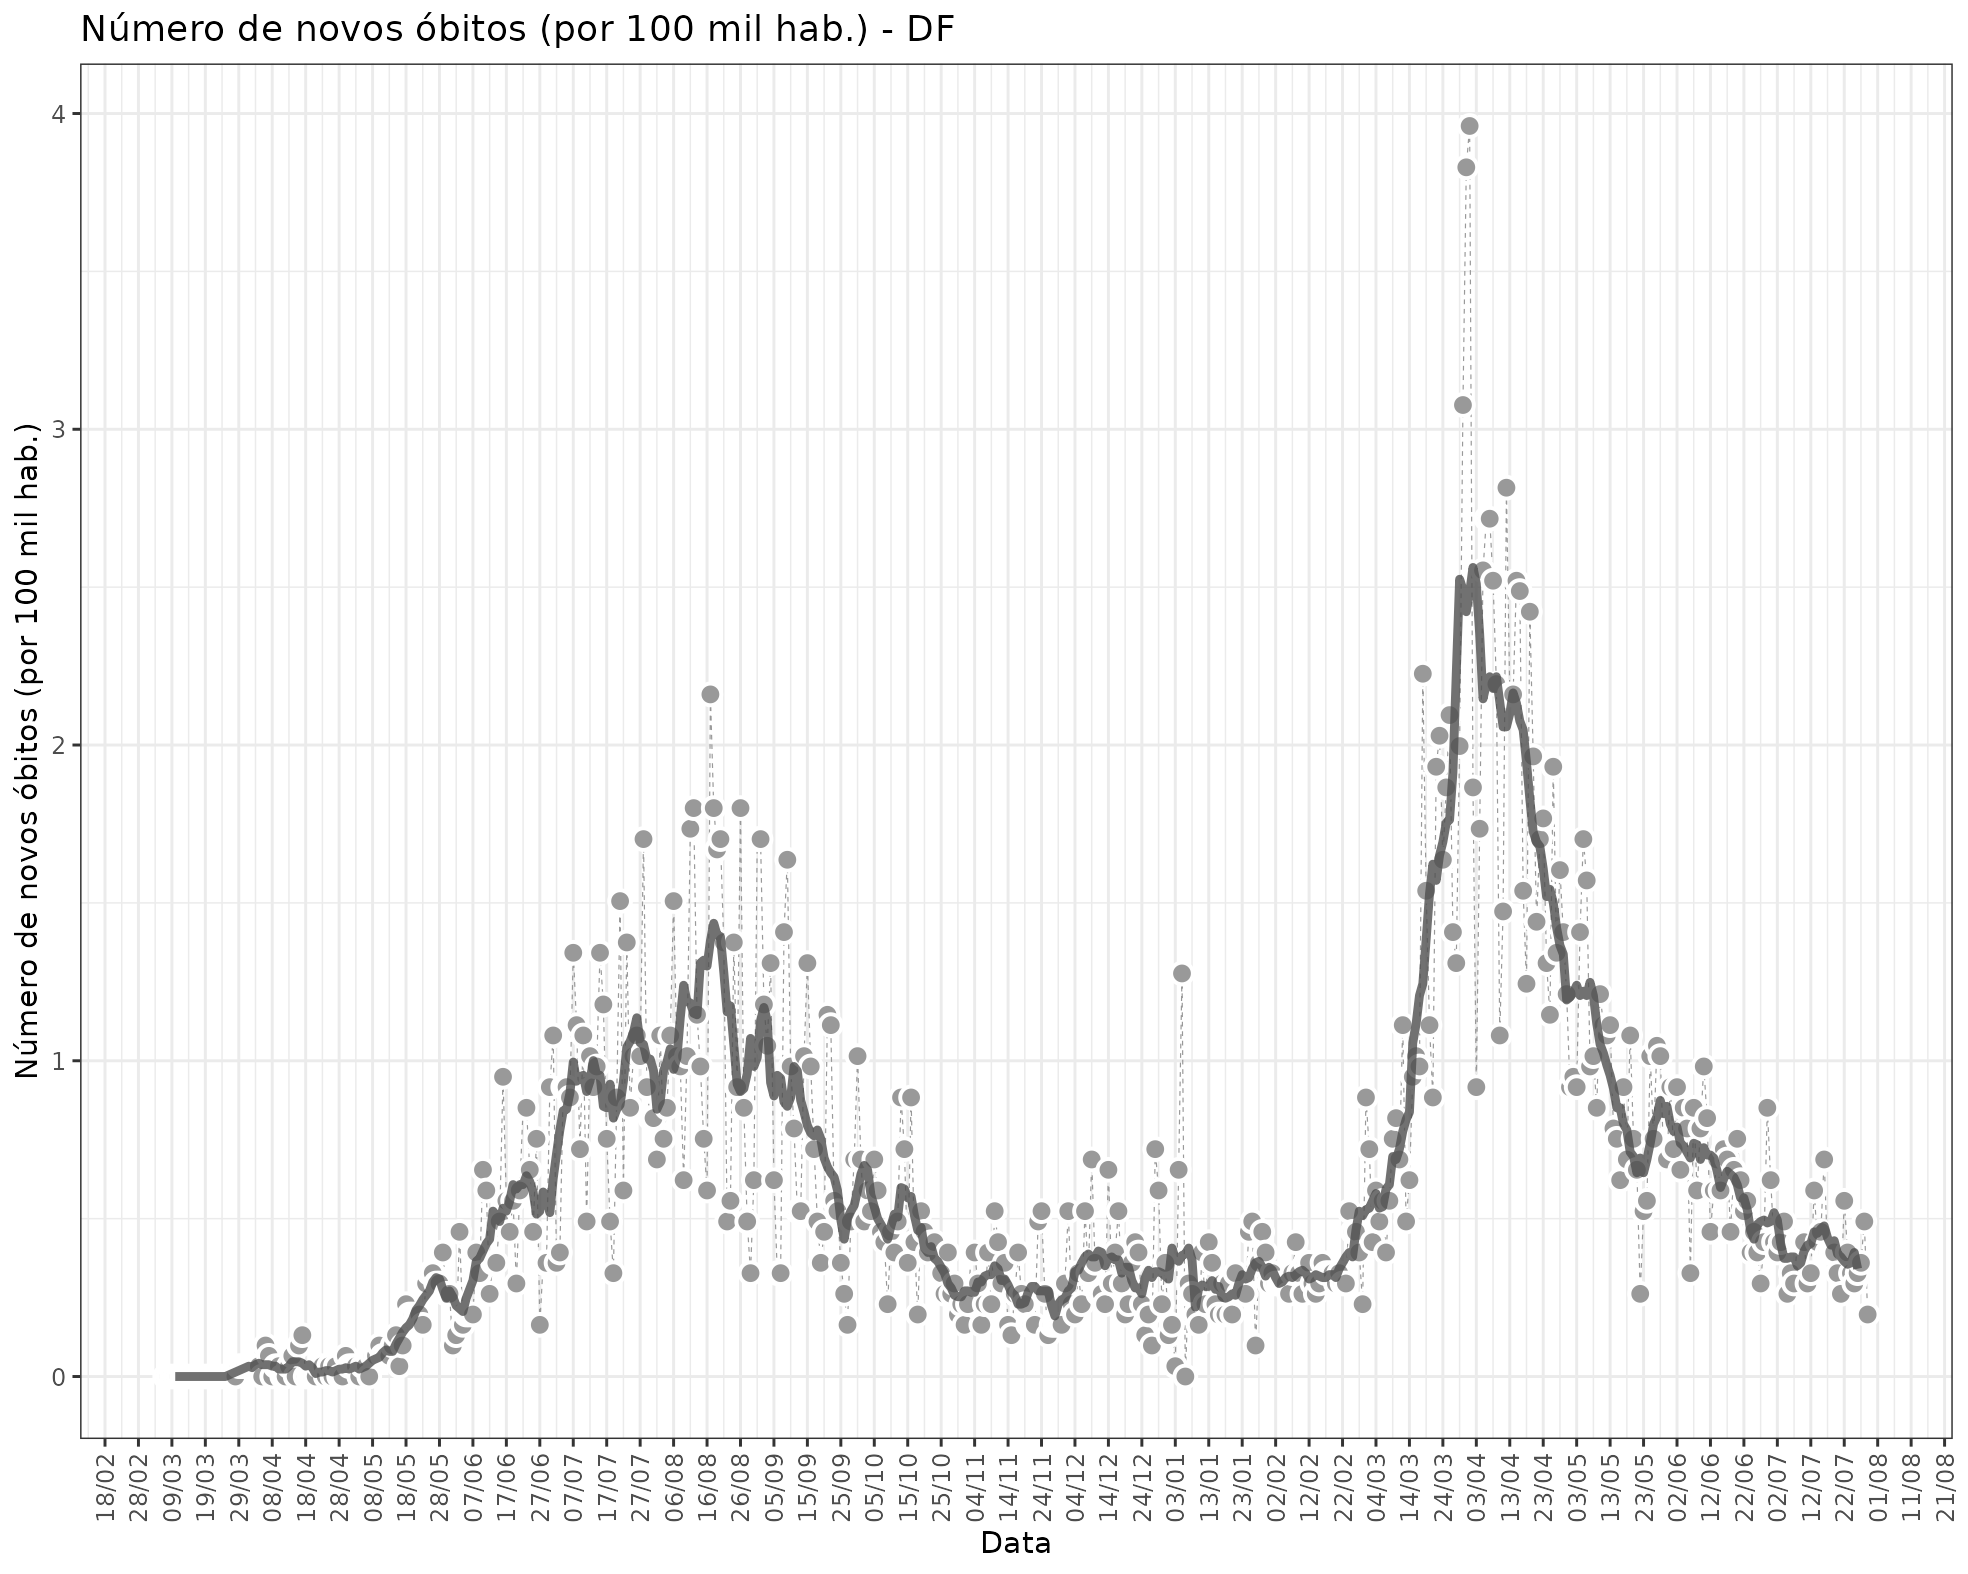 Número de novos óbitos (por 100 mil hab.) - DF
Número de novos óbitos (por 100 mil hab.)
4
3
2
1
0
18/02 28/02 09/03 19/03 29/03 08/04 18/04 28/04 08/05 18/05 28/05 07/06 17/06 27/06 07/07 17/07 27/07 06/08 16/08 26/08 05/09 15/09 25/09 05/10 15/10 25/10 04/11 14/11 24/11 04/12 14/12 24/12 03/01 13/01 23/01 02/02 12/02 22/02 04/03 14/03 24/03 03/04 13/04 23/04 03/05 13/05 23/05 02/06 12/06 22/06 02/07 12/07 22/07 01/08 11/08 21/08
Data